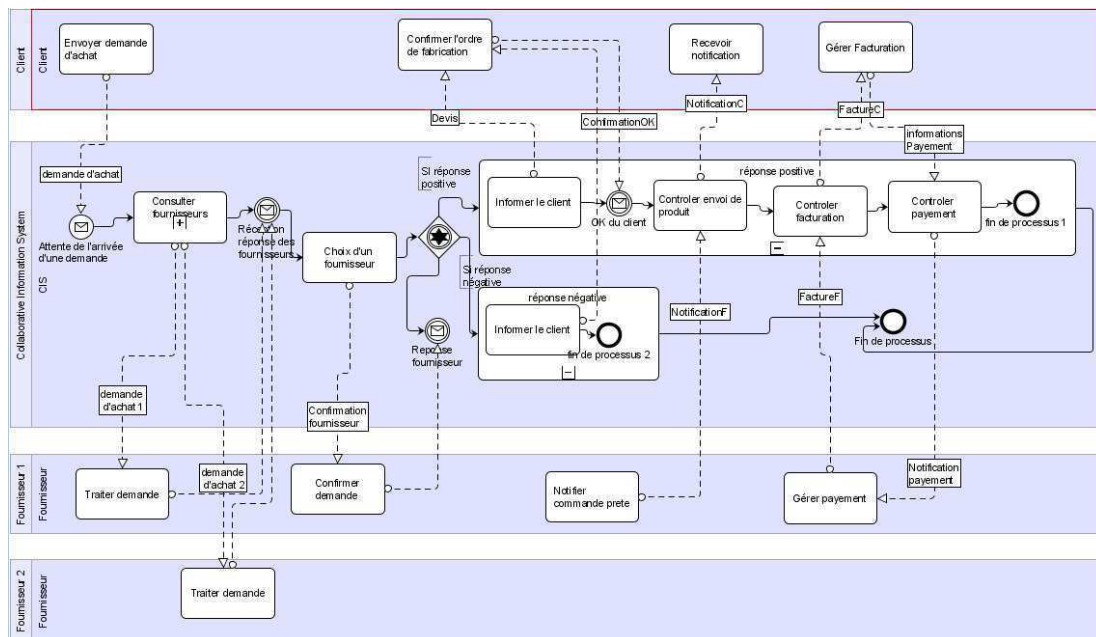 Client
Client
Envoyer demande
d'achat
Confirmer l'ordre
de fabrication
Recevoir
notification
Gérer Facturation
Devis
ConfirmationOK
NotificationC
FactureC
informations
Payement
Collaborative Information System
CIS
demande d'achat
Attente de l'arrivée
d'une demande
Consulter
fournisseurs
Réception
réponse des
fournisseurs
Choix d'un
fournisseur
SI réponse
positive
SI réponse
négative
Reponse
fournisseur
réponse positive
Informer le client
OK du client
Controler envoi de
produit
Controler
facturation
Controler
payement
fin de processus 1
réponse négative
Informer le client
fin de processus 2
NotificationF
FactureF
Fin de processus
demande
d'achat 1
Confirmation
fournisseur
Fournisseur 1
Fournisseur
Traiter demande
demande
d'achat 2
Confirmer
demande
Notifier
commande prete
Gérer payement
Notification
payement
Fournisseur 2
Fournisseur
Traiter demande